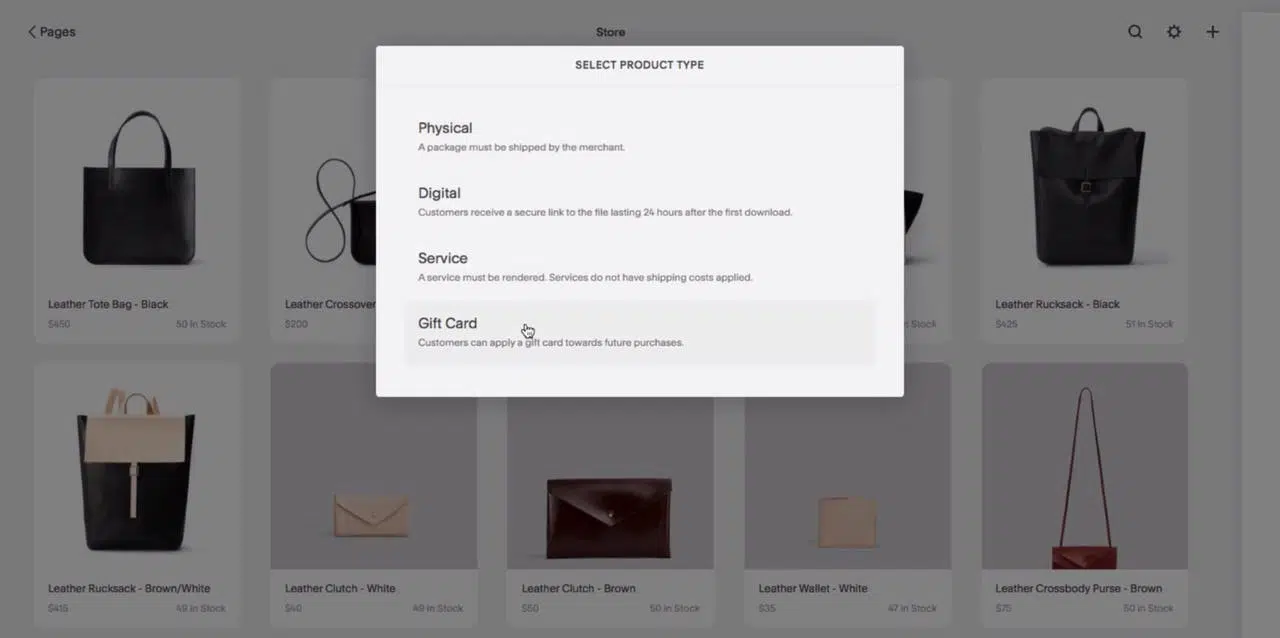 Pages
Store
SELECT PRODUCT TYPE
Physical
A package must be shipped by the merchant.
Digital
Customers receive a secure link to the file lasting 24 hours after the first download.
Service
A service must be rendered. Services do not have shipping costs applied.
Gift Card
Customers can apply a gift card towards future purchases.
Leather Tote Bag - Black
$450
50 In Stock
Leather Crossover
$200
Stock
Leather Rucksack - Black
$425
51 In Stock
Leather Rucksack - Brown/White
$415
49 In Stock
Leather Clutch - White
$40
49 In Stock
Leather Clutch - Brown
$50
50 In Stock
Leather Wallet - White
$35
47 In Stock
Leather Crossbody Purse - Brown
$75
50 In Stock